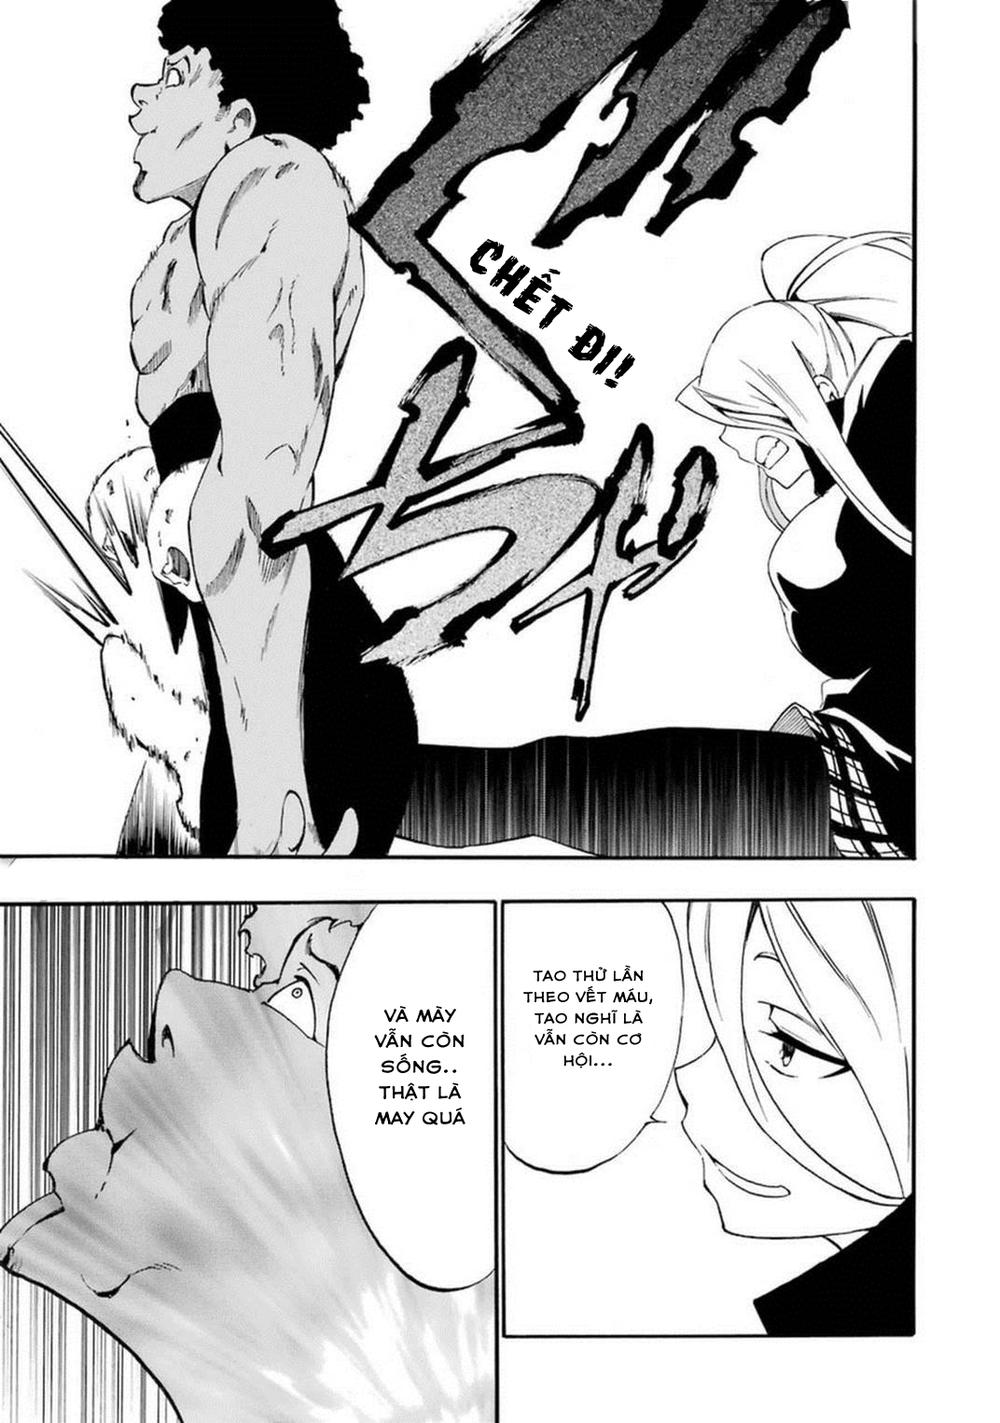 CHẾT ĐI!
TAO THỬ LẦN
THEO VẾT MÁU,
TAO NGHĨ LÀ
VẪN CÒN CƠ
HỘI...
VÀ MÀY
VẪN CÒN
SỐNG..
THẬT LÀ
MAY QUÁ